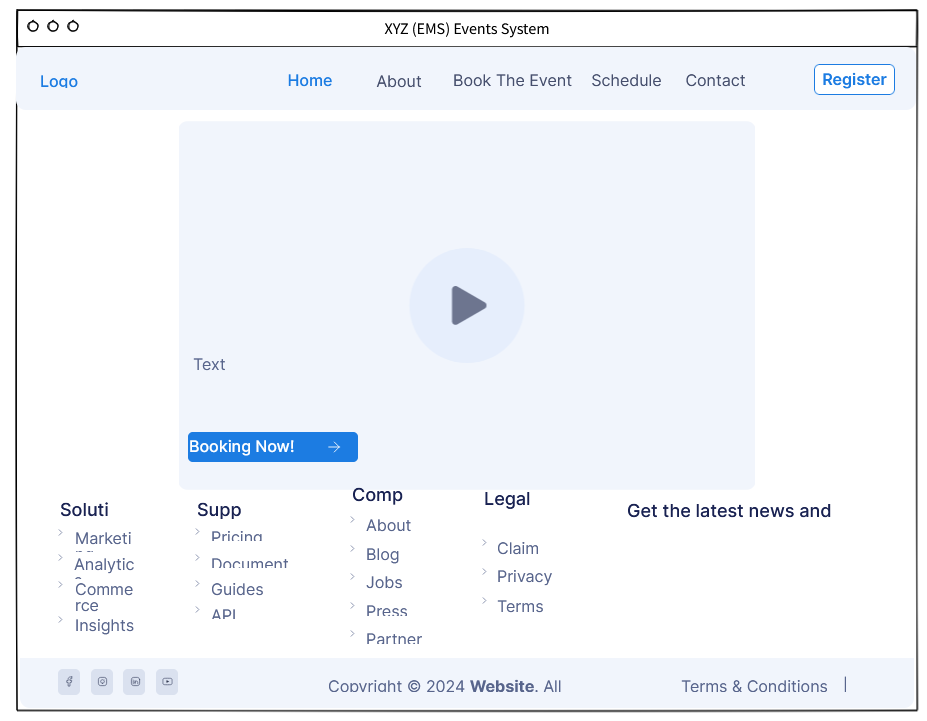 XYZ (EMS) Events System
Logo
Home
About
Book The Event
Schedule
Contact
Register
Text
Booking Now!
Soluti
Marketi
Analytic
Comme
rce
Insights
Supp
Pricing
Document
Guides
API
Comp
About
Blog
Jobs
Press
Partner
Legal
Claim
Privacy
Terms
Get the latest news and
Copyright © 2024 Website. All
Terms & Conditions |